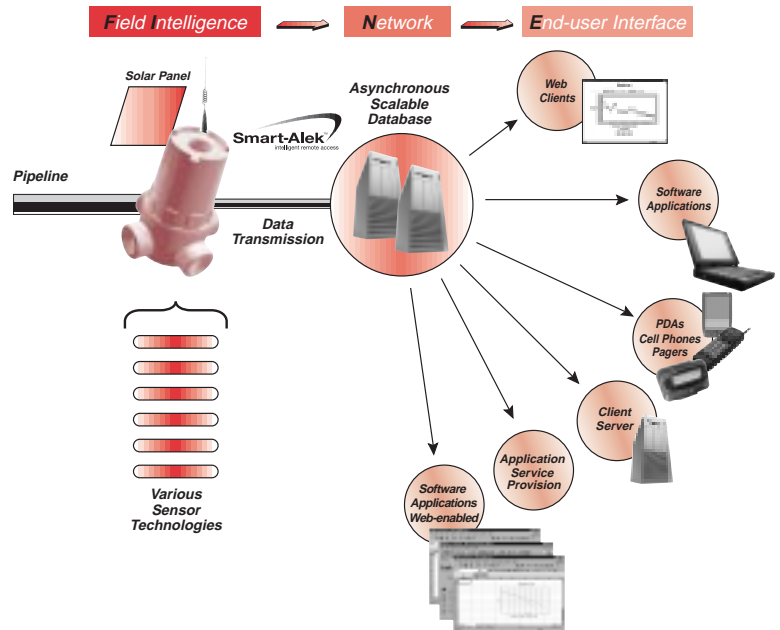 Field Intelligence
Network
End-user Interface
Solar Panel
Smart-Alek™
intelligent remote access
Asynchronous
Scalable
Database
Web
Clients
Pipeline
Data
Transmission
Software
Applications
PDAs
Cell Phones
Pagers
Client
Server
Application
Service
Provision
Software
Applications
Web-enabled
Various
Sensor
Technologies